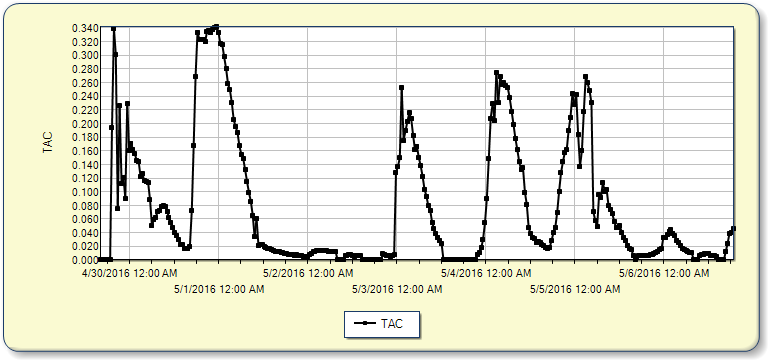 0.340
0.320
0.300
0.280
0.260
0.240
0.220
0.200
0.180
0.160
0.140
0.120
0.100
0.080
0.060
0.040
0.020
0.000
TAC
4/30/2016 12:00 AM
5/2/2016 12:00 AM
5/4/2016 12:00 AM
5/6/2016 12:00 AM
5/1/2016 12:00 AM
5/3/2016 12:00 AM
5/5/2016 12:00 AM
TAC